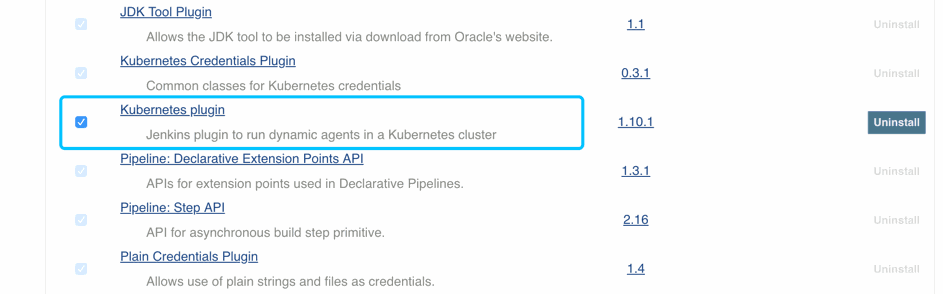 JDK Tool Plugin
1.1
Uninstall
Allows the JDK tool to be installed via download from Oracle's website.
Kubernetes Credentials Plugin
0.3.1
Uninstall
Common classes for Kubernetes credentials
Kubernetes plugin
1.10.1
Uninstall
Jenkins plugin to run dynamic agents in a Kubernetes cluster
Pipeline: Declarative Extension Points API
1.3.1
Uninstall
APIs for extension points used in Declarative Pipelines.
Pipeline: Step API
2.16
Uninstall
API for asynchronous build step primitive.
Plain Credentials Plugin
1.4
Uninstall
Allows use of plain strings and files as credentials.